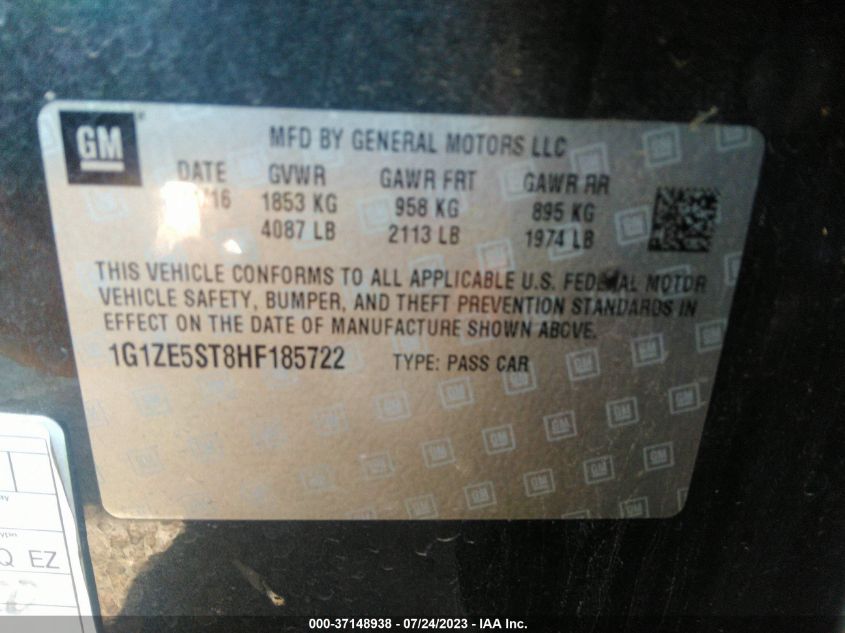 GM
MFD BY GENERAL MOTORS LLC
DATE GVWR GAWR FRT GAWR RR
/16 1853 KG 958 KG 895 KG
4087 LB 2113 LB 1974 LB
THIS VEHICLE CONFORMS TO ALL APPLICABLE U.S. FEDERAL MOTOR
VEHICLE SAFETY, BUMPER, AND THEFT PREVENTION STANDARDS IN
EFFECT ON THE DATE OF MANUFACTURE SHOWN ABOVE.
1G1ZE5ST8HF185722 TYPE: PASS CAR
Q EZ
000-37148938 - 07/24/2023 - IAA Inc.